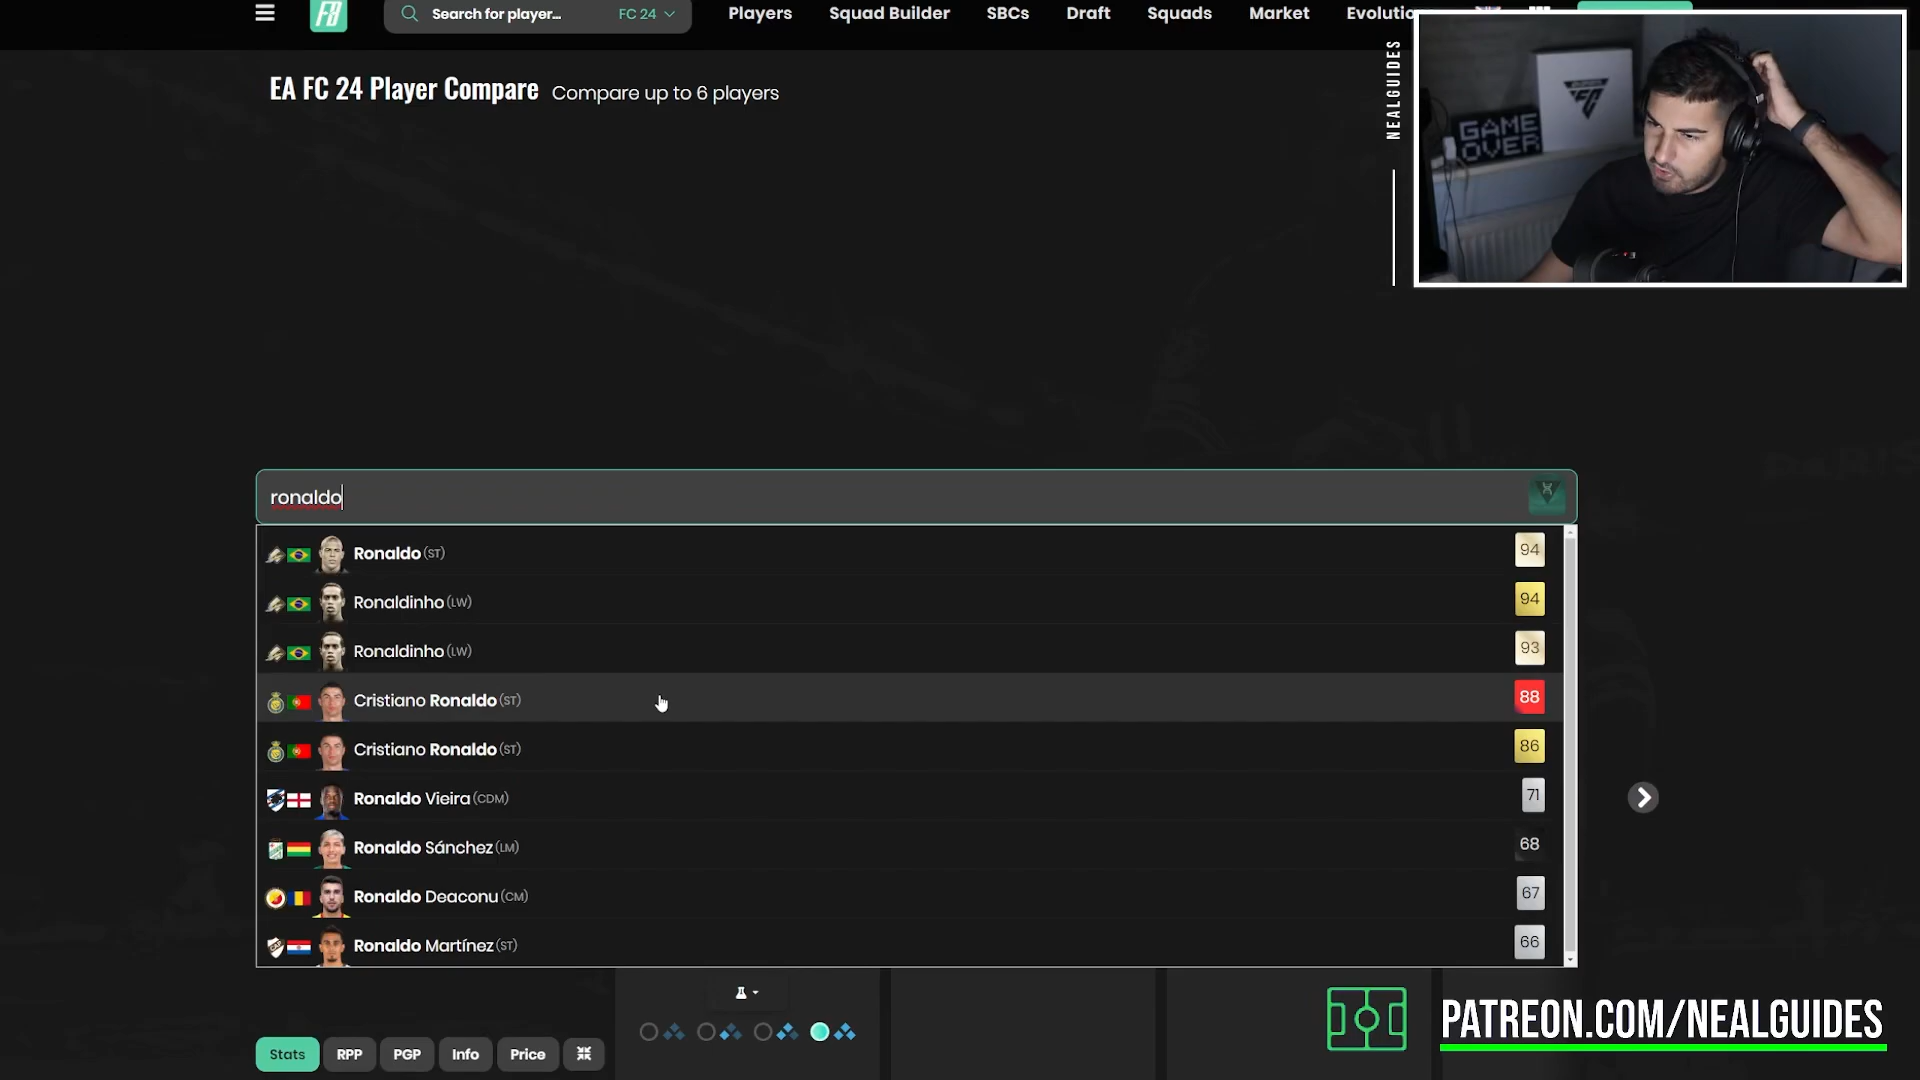 Search for player... FC 24
Players Squad Builder SBCs Draft Squads Market
EA FC 24 Player Compare Compare up to 6 players
NEALGUIDES
GAME OVER
FC
ronaldo
Ronaldo (ST) 94
Ronaldinho (LW) 94
Ronaldinho (LW) 93
Cristiano Ronaldo (ST) 88
Cristiano Ronaldo (ST) 86
Ronaldo Vieira (CDM) 71
Ronaldo Sánchez (LM) 68
Ronaldo Deaconu (CM) 67
Ronaldo Martínez (ST) 66
Stats RPP PGP Info Price
PATREON.COM/NEALGUIDES